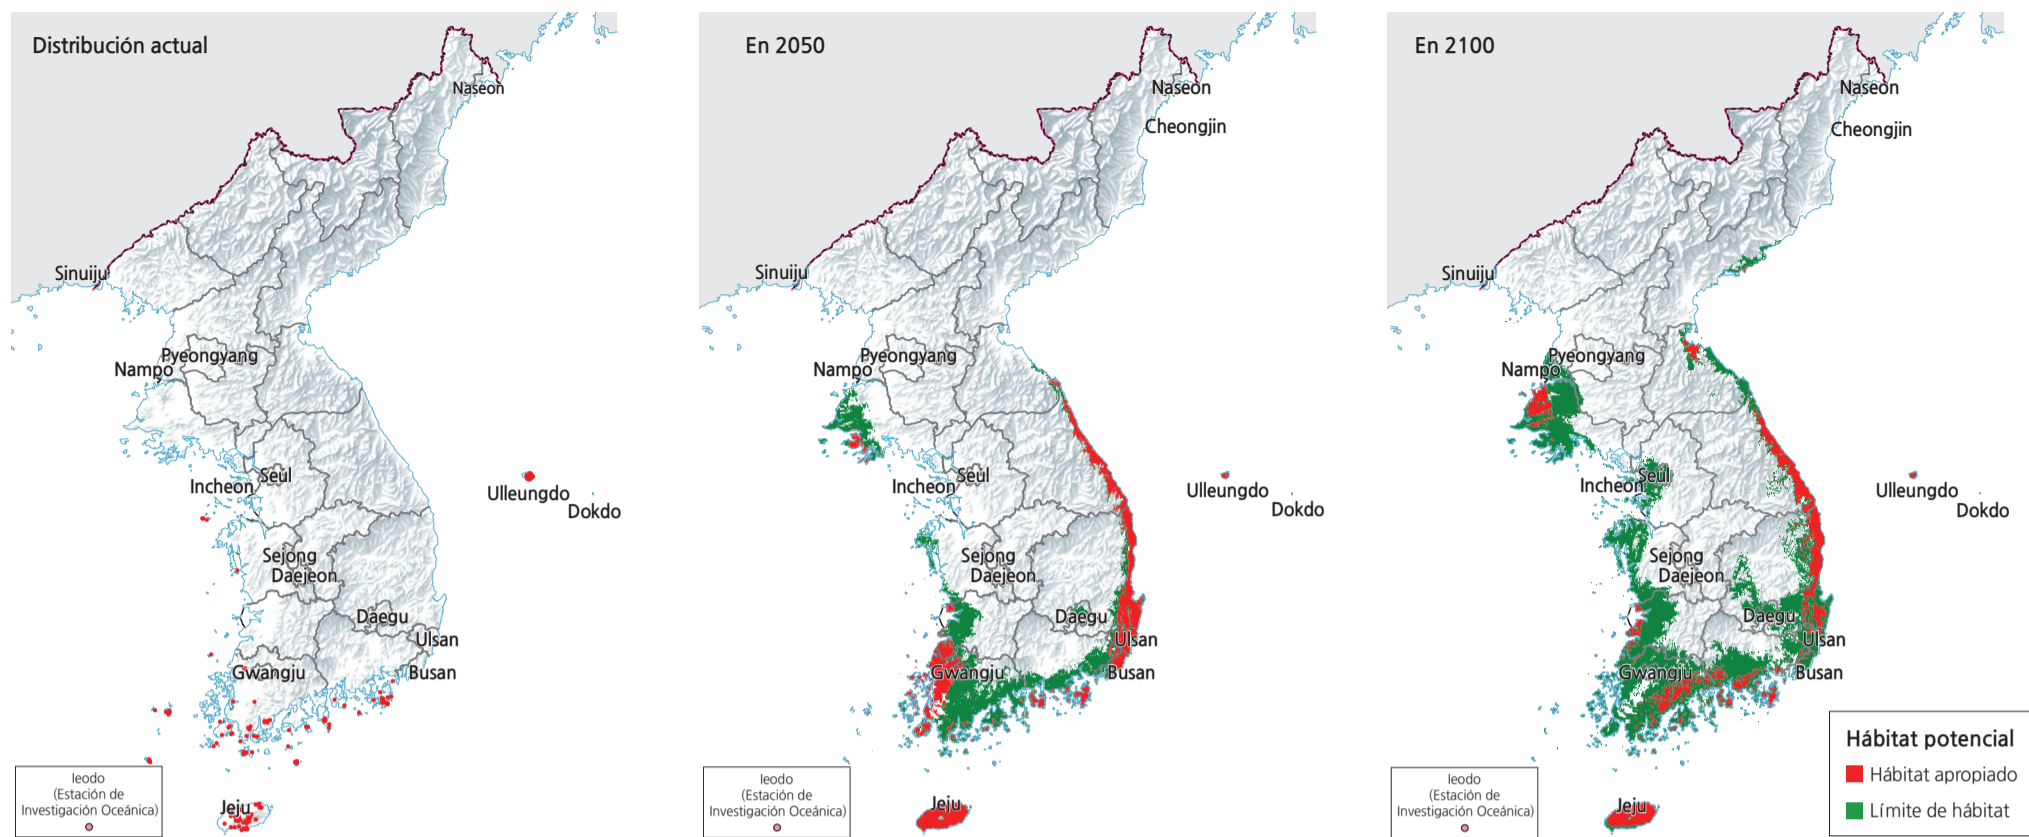 Distribución actual
Naseon
Sinuiju
Pyeongyang
Nampo
Seúl
Incheon
Ulleungdo
Dokdo
Sejong
Daejeon
Daegu
Ulsan
Gwangju
Busan
Ieodo
(Estación de
Investigación Oceánica)
Jeju
En 2050
Naseon
Cheongjin
Sinuiju
Pyeongyang
Nampo
Seúl
Incheon
Ulleungdo
Dokdo
Sejong
Daejeon
Daegu
Ulsan
Gwangju
Busan
Ieodo
(Estación de
Investigación Oceánica)
Jeju
En 2100
Naseon
Cheongjin
Sinuiju
Pyeongyang
Nampo
Seúl
Incheon
Ulleungdo
Dokdo
Sejong
Daejeon
Daegu
Ulsan
Gwangju
Busan
Ieodo
(Estación de
Investigación Oceánica)
Jeju
Hábitat potencial
Hábitat apropiado
Límite de hábitat